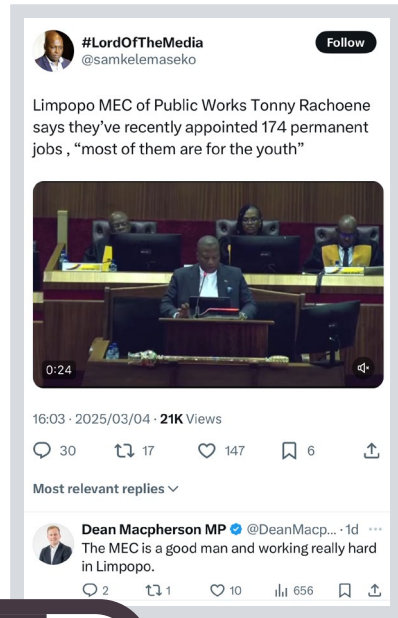 #LordOfTheMedia
Follow
@samkelemaseko
Limpopo MEC of Public Works Tonny Rachoene
says they’ve recently appointed 174 permanent
jobs , “most of them are for the youth”
0:24
16:03 · 2025/03/04 · 21K Views
30 17 147 6
Most relevant replies
Dean Macpherson MP @DeanMacp... · 1d
The MEC is a good man and working really hard
in Limpopo.
2 1 10 656